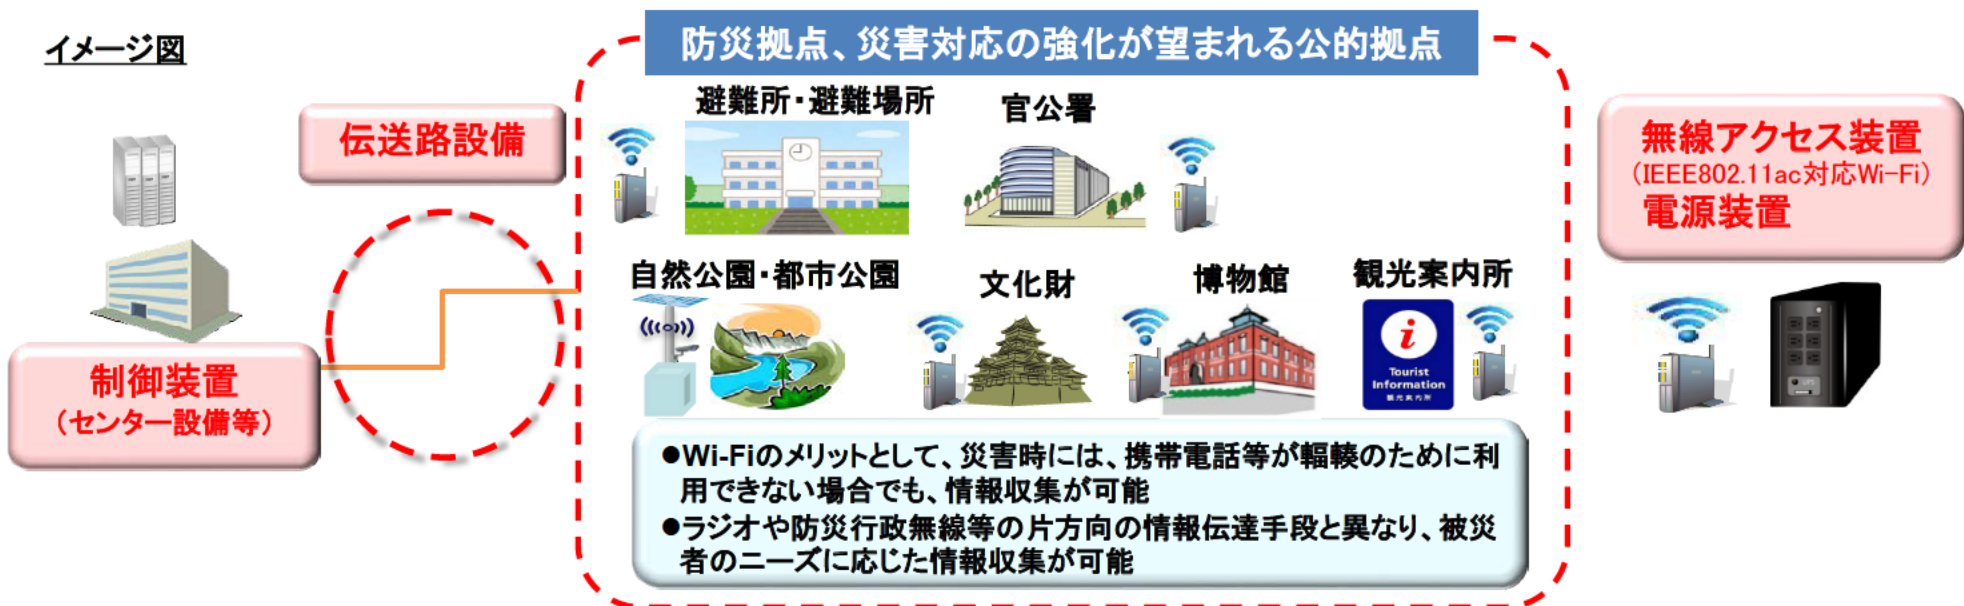 イメージ図
防災拠点、災害対応の強化が望まれる公的拠点
伝送路設備
避難所・避難場所
官公署
無線アクセス装置
（IEEE802.11ac対応Wi-Fi）
電源装置
自然公園・都市公園
文化財
博物館
観光案内所
i
Tourist
Information
観光案内所
制御装置
（センター設備等）
UPS
●Wi-Fiのメリットとして、災害時には、携帯電話等が輻輳のために利
用できない場合でも、情報収集が可能
●ラジオや防災行政無線等の片方向の情報伝達手段と異なり、被災
者のニーズに応じた情報収集が可能